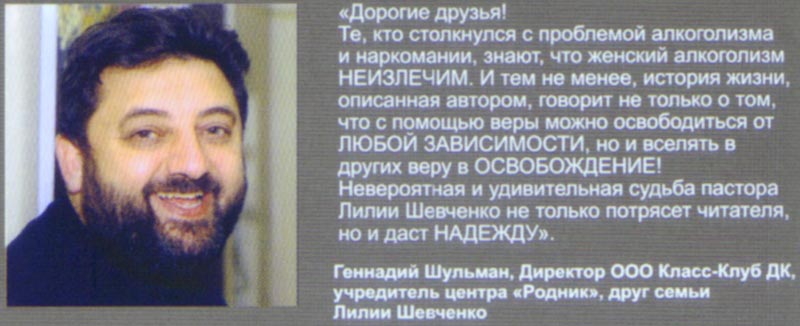 «Дорогие друзья!
Те, кто столкнулся с проблемой алкоголизма
и наркомании, знают, что женский алкоголизм
НЕИЗЛЕЧИМ. И тем не менее, история жизни,
описанная автором, говорит не только о том,
что с помощью веры можно освободиться от
ЛЮБОЙ ЗАВИСИМОСТИ, но и вселять в
других веру в ОСВОБОЖДЕНИЕ!
Невероятная и удивительная судьба пастора
Лилии Шевченко не только потрясет читателя,
но и даст НАДЕЖДУ».
Геннадий Шульман, Директор ООО Класс-Клуб ДК,
учредитель центра «Родник», друг семьи
Лилии Шевченко